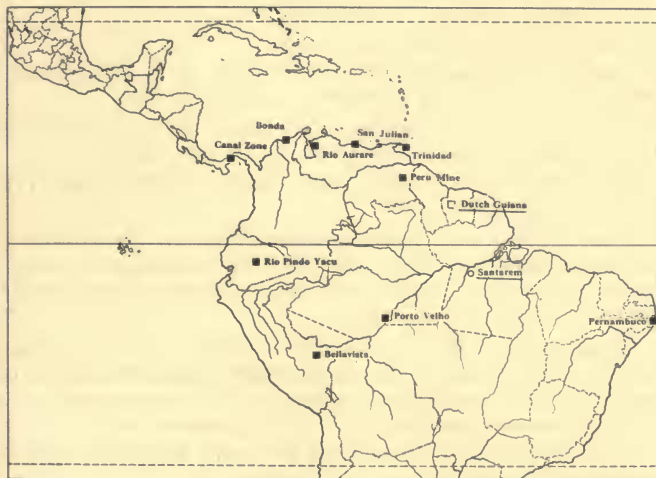 Bonda
San Julian
Canal Zone
Rio Aurare
Trinidad
Peru Mine
Dutch Guiana
Rio Pindo Yacu
Santarem
Porto Velho
Pernambuco
Bellavista